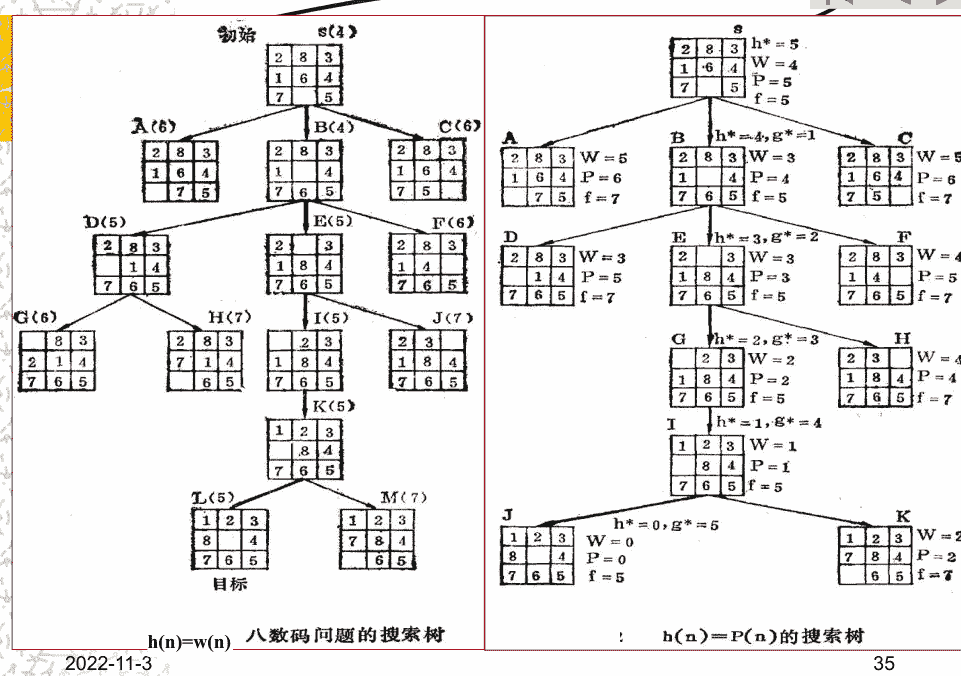 初始 S(4)
2 8 3
1 6 4
7 5
A(6) B(4) C(6)
2 8 3 2 8 3 2 8 3
1 6 4 1 4 1 6 4
7 5 7 6 5 7 5
D(5) E(5) F(6)
2 8 3 2 3 2 8 3
1 4 1 8 4 1 4
7 6 5 7 6 5 7 6 5
G(6) H(7) I(5) J(7)
8 3 2 8 3 2 3 2 3
2 1 4 7 1 4 1 8 4 1 8 4
7 6 5 6 5 7 6 5 7 6 5
K(5)
1 2 3
8 4
7 6 5
L(5) M(7)
1 2 3 1 2 3
8 4 7 8 4
7 6 5 6 5
目标
h(n)=w(n) 八数码问题的搜索树
S
2 8 3 h*=5
1 6 4 W=4
7 5 P=5
f=5
A B h*=4,g*=1 C
2 8 3 W=5 2 8 3 W=3 2 8 3 W=5
1 6 4 P=6 1 4 P=4 1 6 4 P=6
7 5 f=7 7 6 5 f=5 7 5 f=7
D E h*=3,g*=2 F
2 8 3 W=3 2 3 W=3 2 8 3 W=4
1 4 P=5 1 8 4 P=3 1 4 P=5
7 6 5 f=7 7 6 5 f=5 7 6 5 f=7
G h*=2,g*=3 H
2 3 W=2 2 3 W=4
1 8 4 P=2 1 8 4 P=4
7 6 5 f=5 7 6 5 f=7
I h*=1,g*=4
1 2 3 W=1
8 4 P=1
7 6 5 f=5
J h*=0,g*=5 K
1 2 3 W=0 1 2 3 W=2
8 4 P=0 7 8 4 P=2
7 6 5 f=5 6 5 f=7
h(n)=P(n)的搜索树
2022-11-3 35